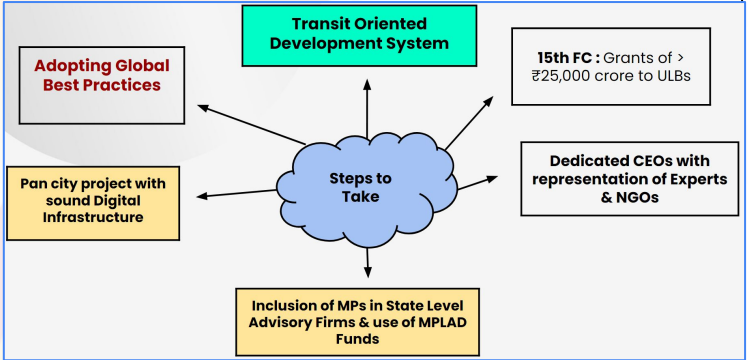 Transit Oriented
Development System
Adopting Global
Best Practices
15th FC : Grants of >
₹25,000 crore to ULBs
Steps to
Take
Dedicated CEOs with
representation of Experts
& NGOs
Pan city project with
sound Digital
Infrastructure
Inclusion of MPs in State Level
Advisory Firms & use of MPLAD
Funds